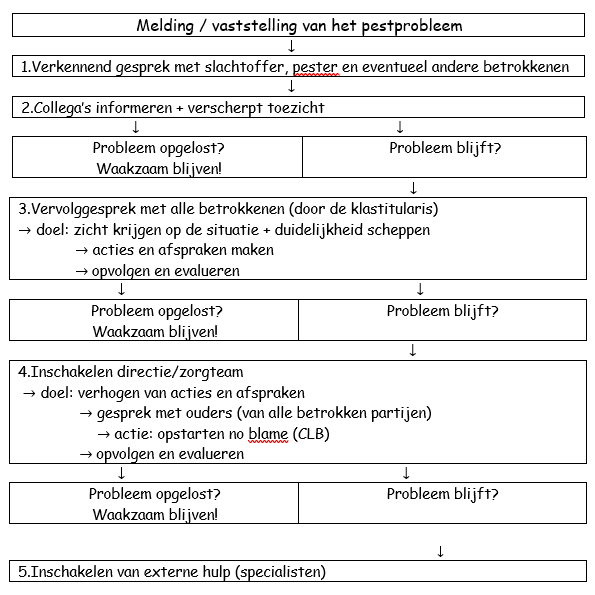 Melding / vaststelling van het pestprobleem
↓
1.Verkennend gesprek met slachtoffer, pester en eventueel andere betrokkenen
↓
2.Collega's informeren + verscherpt toezicht
↓ ↓
Probleem opgelost? Probleem blijft?
Waakzaam blijven!
↓
3.Vervolggesprek met alle betrokkenen (door de klastitularis)
→ doel: zicht krijgen op de situatie + duidelijkheid scheppen
→ acties en afspraken maken
→ opvolgen en evalueren
↓ ↓
Probleem opgelost? Probleem blijft?
Waakzaam blijven!
↓
4.Inschakelen directie/zorgteam
→ doel: verhogen van acties en afspraken
→ gesprek met ouders (van alle betrokken partijen)
→ actie: opstarten no blame (CLB)
→ opvolgen en evalueren
↓ ↓
Probleem opgelost? Probleem blijft?
Waakzaam blijven!
↓
5.Inschakelen van externe hulp (specialisten)